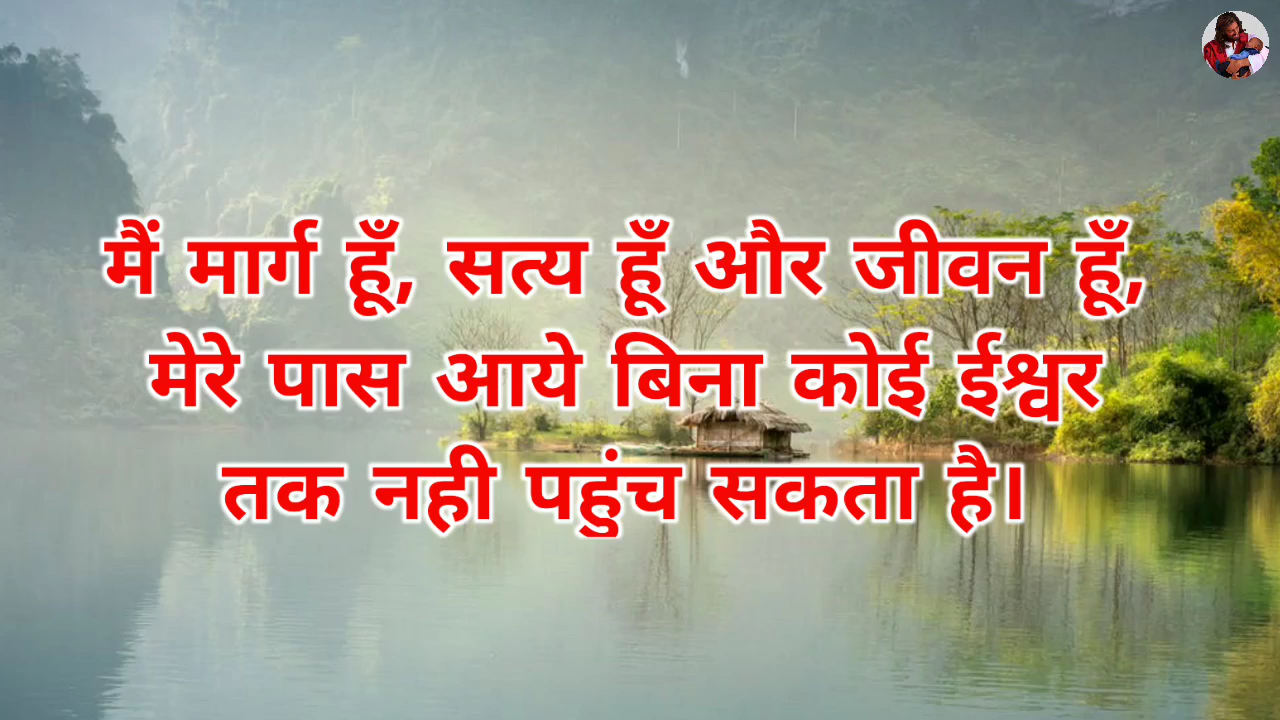 मैं मार्ग हूँ, सत्य हूँ और जीवन हूँ,
मेरे पास आये बिना कोई ईश्वर
तक नही पहुंच सकता है।